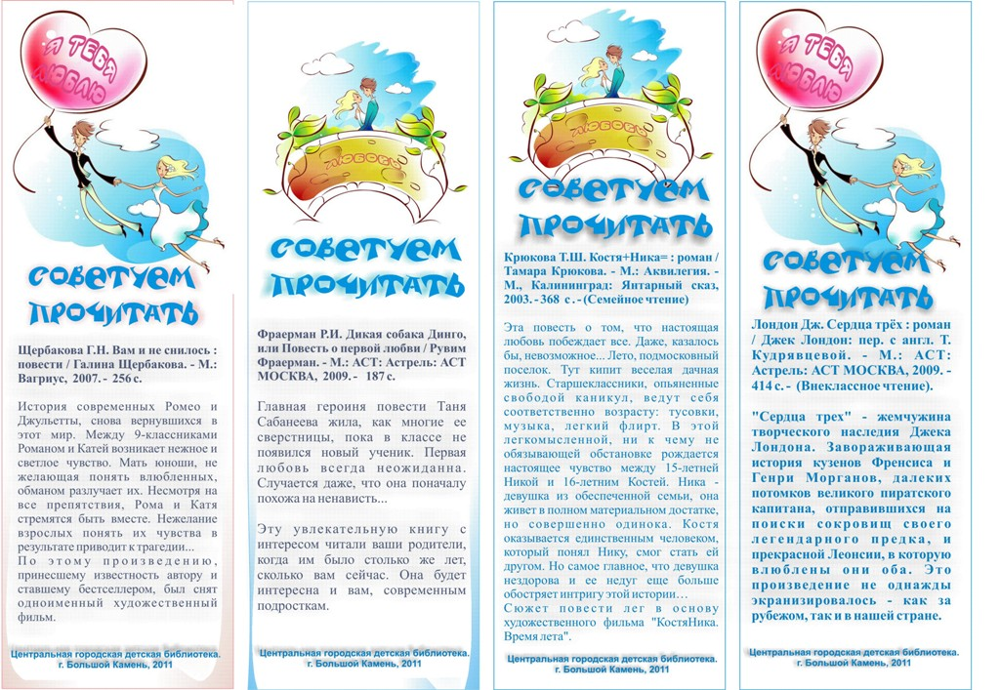 Я ТЕБЯ
ЛЮБЛЮ
СОВЕТУЕМ
ПРОЧИТАТЬ
Щербакова Г.Н. Вам и не снилось :
повести / Галина Щербакова. - М.:
Вагриус, 2007. - 256 с.
История современных Ромео и
Джульетты, снова вернувшихся в
этот мир. Между 9-классниками
Романом и Катей возникает нежное и
светлое чувство. Мать юноши, не
желающая понять влюбленных,
обманом разлучает их. Несмотря на
все препятствия, Рома и Катя
стремятся быть вместе. Нежелание
взрослых понять их чувства в
результате приводит к трагедии...
По этому произведению,
принесшему известность автору и
ставшему бестселлером, был снят
одноименный художественный
фильм.
Центральная городская детская библиотека.
г. Большой Камень, 2011
ЛЮБОВЬ
СОВЕТУЕМ
ПРОЧИТАТЬ
Фраерман Р.И. Дикая собака Динго,
или Повесть о первой любви / Рувим
Фраерман. - М.: АСТ: Астрель: АСТ
МОСКВА, 2009. - 187 с.
Главная героиня повести Таня
Сабанеева жила, как многие ее
сверстницы, пока в классе не
появился новый ученик. Первая
любовь всегда неожиданна.
Случается даже, что она поначалу
похожа на ненависть...
Эту увлекательную книгу с
интересом читали ваши родители,
когда им было столько же лет,
сколько вам сейчас. Она будет
интересна и вам, современным
подросткам.
Центральная городская детская библиотека.
г. Большой Камень, 2011
ЛЮБОВЬ
СОВЕТУЕМ
ПРОЧИТАТЬ
Крюкова Т.Ш. Костя+Ника= : роман /
Тамара Крюкова. - М.: Аквилегия. -
М., Калининград: Янтарный сказ,
2003. - 368 с . - (Семейное чтение)
Эта повесть о том, что настоящая
любовь побеждает все. Даже, казалось
бы, невозможное... Лето, подмосковный
поселок. Тут кипит веселая дачная
жизнь. Старшеклассники, опьяненные
свободой каникул, ведут себя
соответственно возрасту: тусовки,
музыка, легкий флирт. В этой
легкомысленной, ни к чему не
обязывающей обстановке рождается
настоящее чувство между 15-летней
Никой и 16-летним Костей. Ника -
девушка из обеспеченной семьи, она
живет в полном материальном достатке,
но совершенно одинока. Костя
оказывается единственным человеком,
который понял Нику, смог стать ей
другом. Но самое главное, что девушка
нездорова и ее недуг еще больше
обостряет интригу этой истории…
Сюжет повести лег в основу
художественного фильма "КостяНика.
Время лета".
Центральная городская детская библиотека.
г. Большой Камень, 2011
Я ТЕБЯ
ЛЮБЛЮ
СОВЕТУЕМ
ПРОЧИТАТЬ
Лондон Дж. Сердца трёх : роман
/ Джек Лондон: пер. с англ. Т.
Кудрявцевой. - М.: АСТ:
Астрель: АСТ МОСКВА, 2009. -
414 с. - (Внеклассное чтение).
"Сердца трех" - жемчужина
творческого наследия Джека
Лондона. Завораживающая
история кузенов Френсиса и
Генри Морганов, далеких
потомков великого пиратского
капитана, отправившихся на
поиски сокровищ своего
легендарного предка, и
прекрасной Леонсии, в которую
влюблены они оба. Это
произведение не однажды
экранизировалось - как за
рубежом, так и в нашей стране.
Центральная городская детская библиотека.
г. Большой Камень, 2011